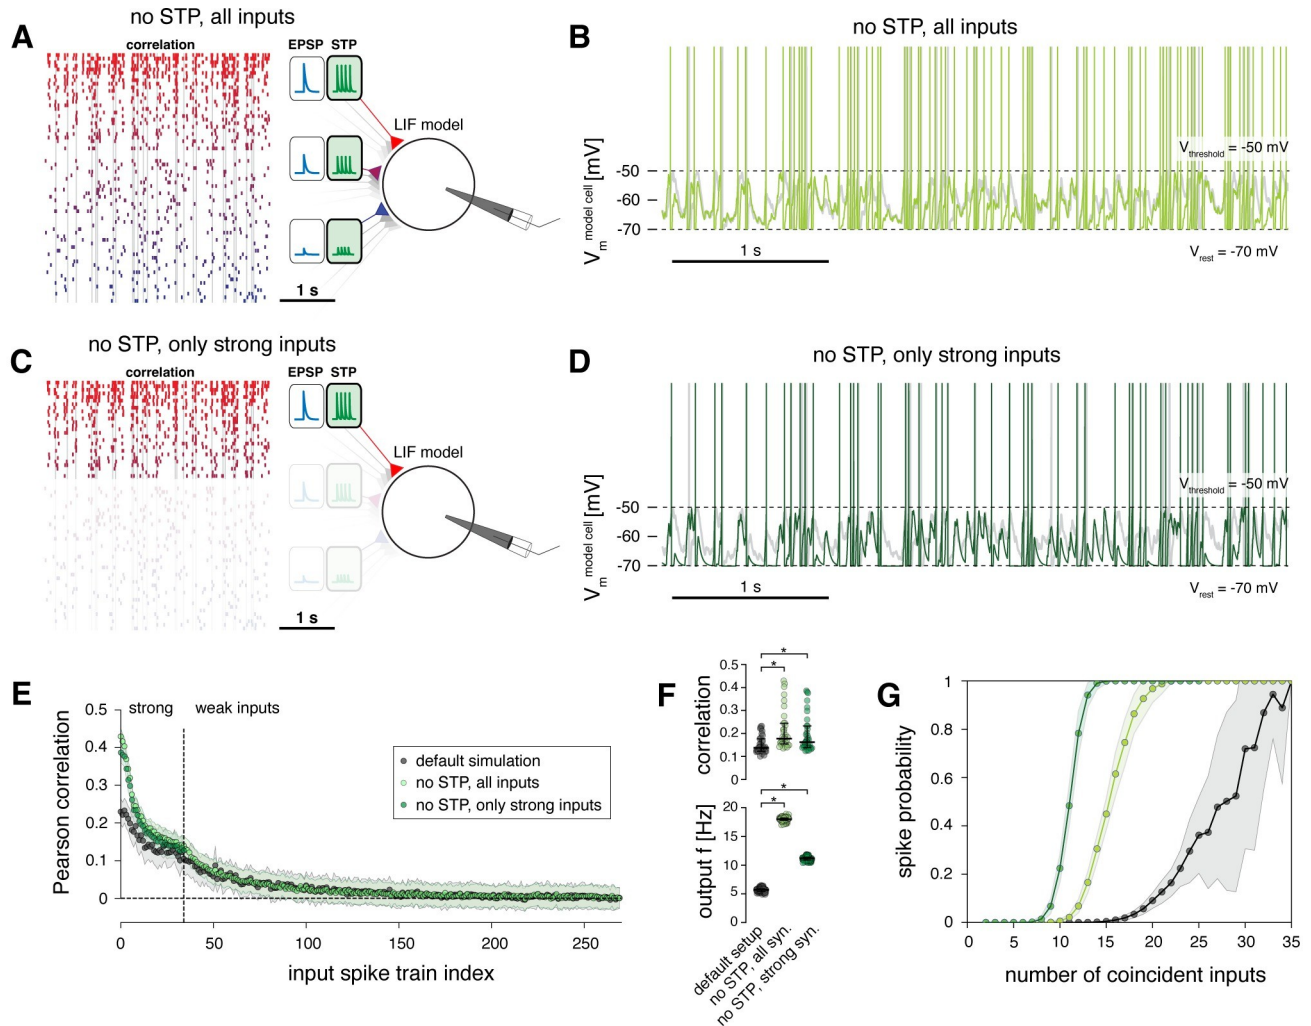 no STP, all inputs
A
correlation
EPSP STP
LIF model
1 s
B
no STP, all inputs
Vm model cell [mV]
-50
-60
-70
Vthreshold = -50 mV
Vrest = -70 mV
1 s
no STP, only strong inputs
C
correlation
EPSP STP
LIF model
1 s
D
no STP, only strong inputs
Vm model cell [mV]
-50
-60
-70
Vthreshold = -50 mV
Vrest = -70 mV
1 s
E
Pearson correlation
0.5
0.4
0.3
0.2
0.1
0
strong
weak inputs
default simulation
no STP, all inputs
no STP, only strong inputs
0 50 100 150 200 250
input spike train index
F
correlation
0.5
0.4
0.3
0.2
0.1
0
*
*
output f [Hz]
20
15
10
5
0
*
*
default setup
no STP, all syn.
no STP, strong syn.
G
spike probability
1
0.8
0.6
0.4
0.2
0
0 5 10 15 20 25 30 35
number of coincident inputs